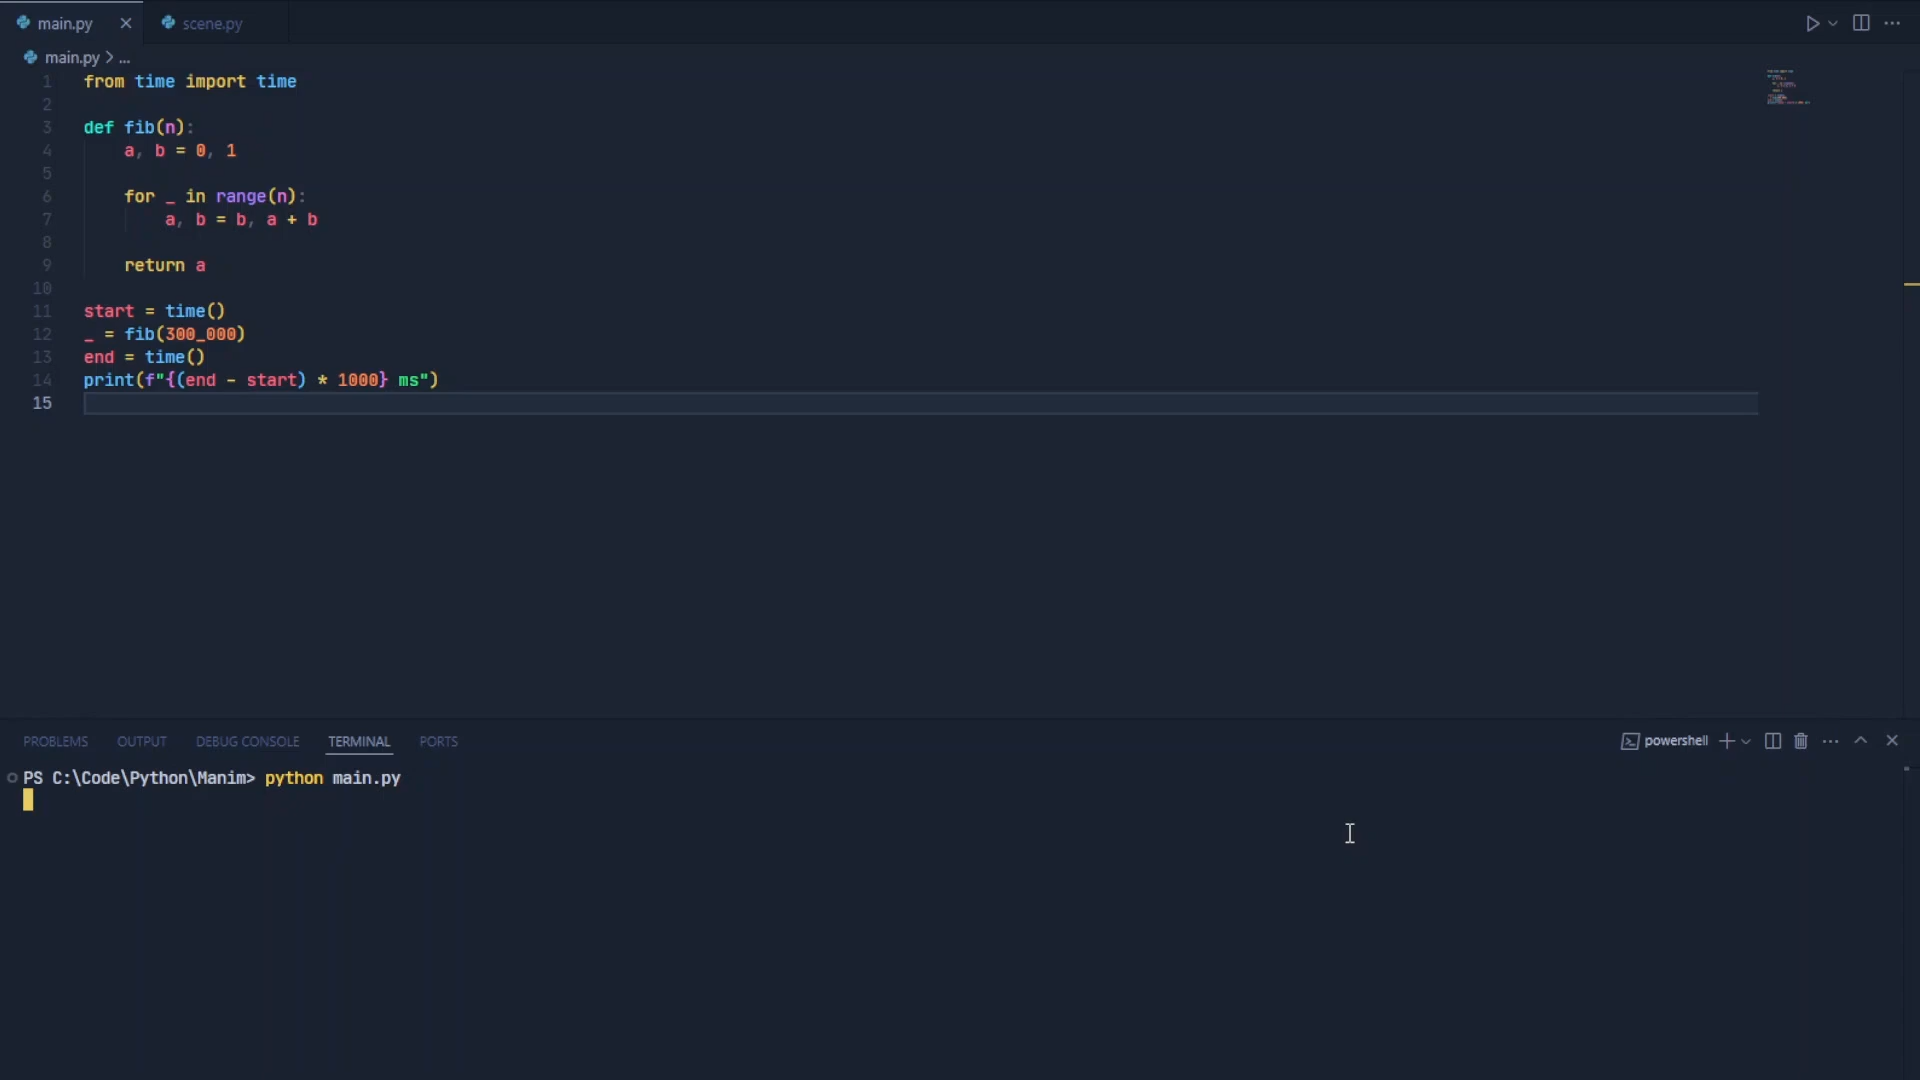 main.py
scene.py
main.py > ...
1 from time import time
2
3 def fib(n):
4     a, b = 0, 1
5
6     for _ in range(n):
7         a, b = b, a + b
8
9     return a
10
11 start = time()
12 _ = fib(300_000)
13 end = time()
14 print(f"{(end - start) * 1000} ms")
15
PROBLEMS OUTPUT DEBUG CONSOLE TERMINAL PORTS
powershell
PS C:\Code\Python\Manim> python main.py